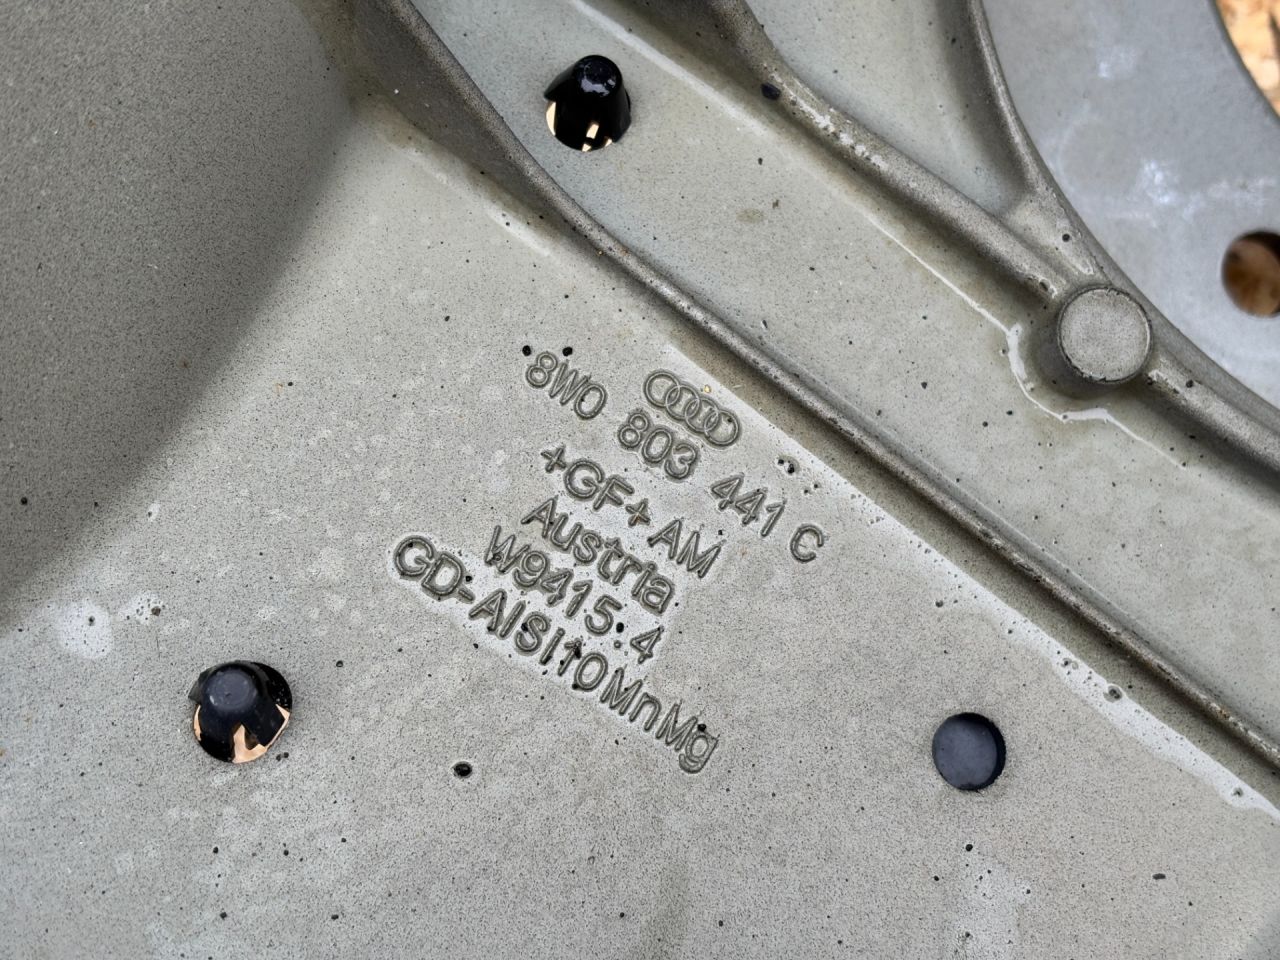 8W0 803 441 C
+GF+ AM
Austria
W9415.4
GD-AlSi10MnMg